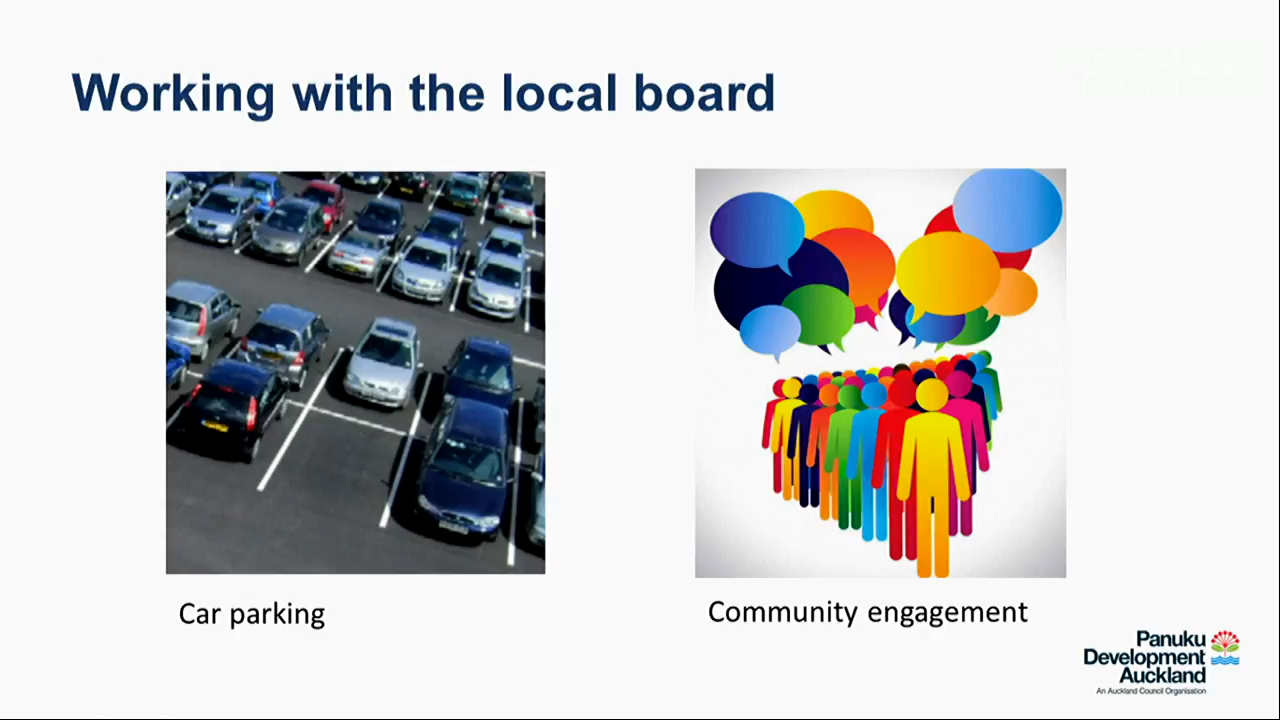 Working with the local board
Car parking
Community engagement
Panuku
Development
Auckland
An Auckland Council Organisation